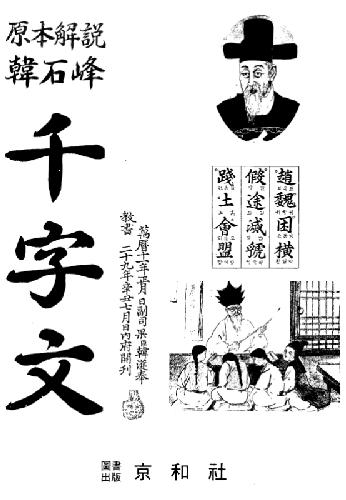 原本解說
韓石峰
千字文
萬曆十一年正月 日副司果臣韓濩奉
敎書 二十九年辛丑七月日內府開刊
趙魏困橫
假途滅虢
踐土會盟
圖書出版 京和社